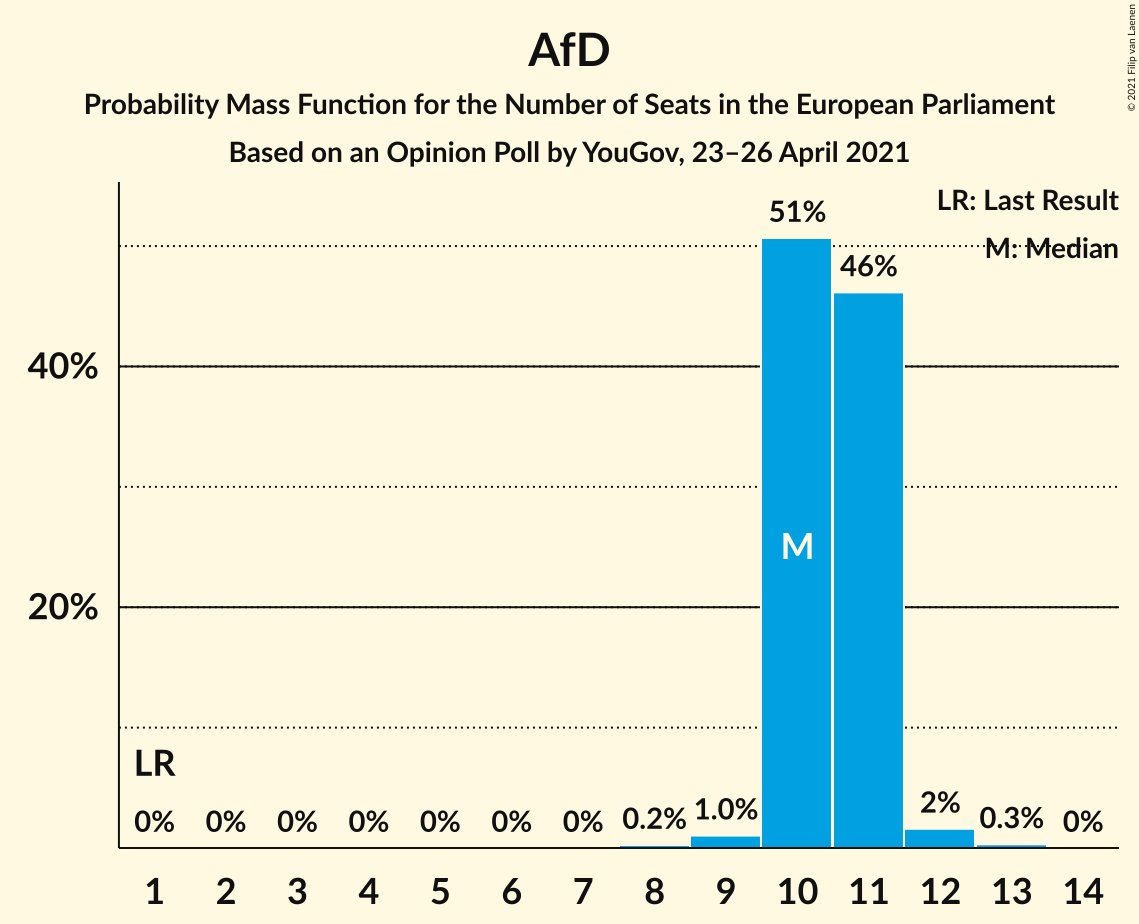 AfD
Probability Mass Function for the Number of Seats in the European Parliament
Based on an Opinion Poll by YouGov, 23–26 April 2021
© 2021 Filip van Laenen
LR: Last Result
M: Median
51%
46%
40%
M
20%
LR
0% 0% 0% 0% 0% 0% 0% 0.2% 1.0% 2% 0.3% 0%
1 2 3 4 5 6 7 8 9 10 11 12 13 14